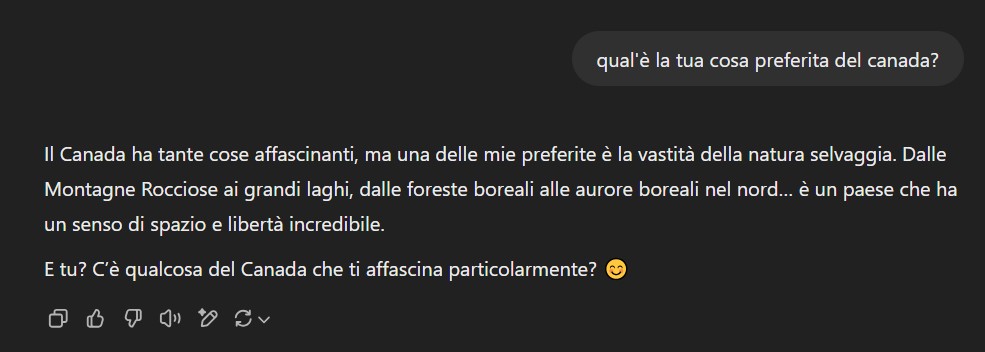 qual'è la tua cosa preferita del canada?
Il Canada ha tante cose affascinanti, ma una delle mie preferite è la vastità della natura selvaggia. Dalle
Montagne Rocciose ai grandi laghi, dalle foreste boreali alle aurore boreali nel nord... è un paese che ha
un senso di spazio e libertà incredibile.
E tu? C'è qualcosa del Canada che ti affascina particolarmente? 😊